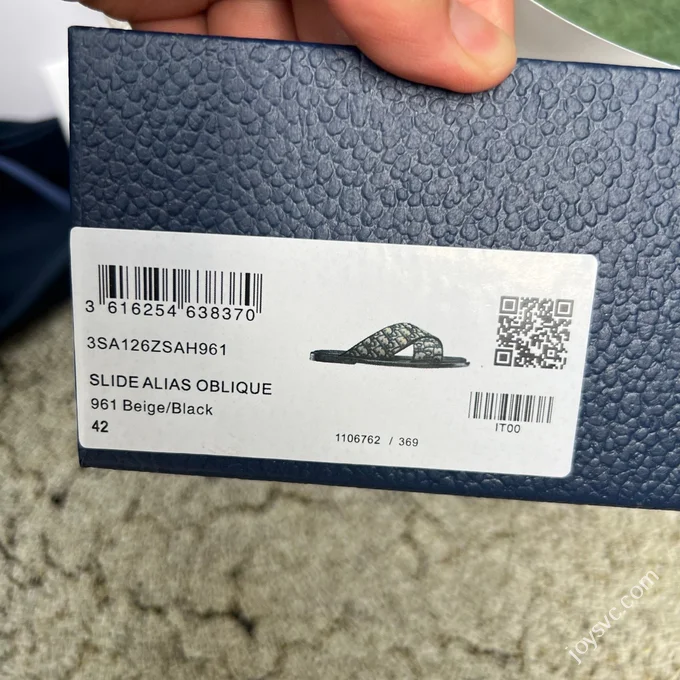 3 616254 638370
3SA126ZSAH961
SLIDE ALIAS OBLIQUE
961 Beige/Black
42
1106762 / 369
IT00
joysvc.com